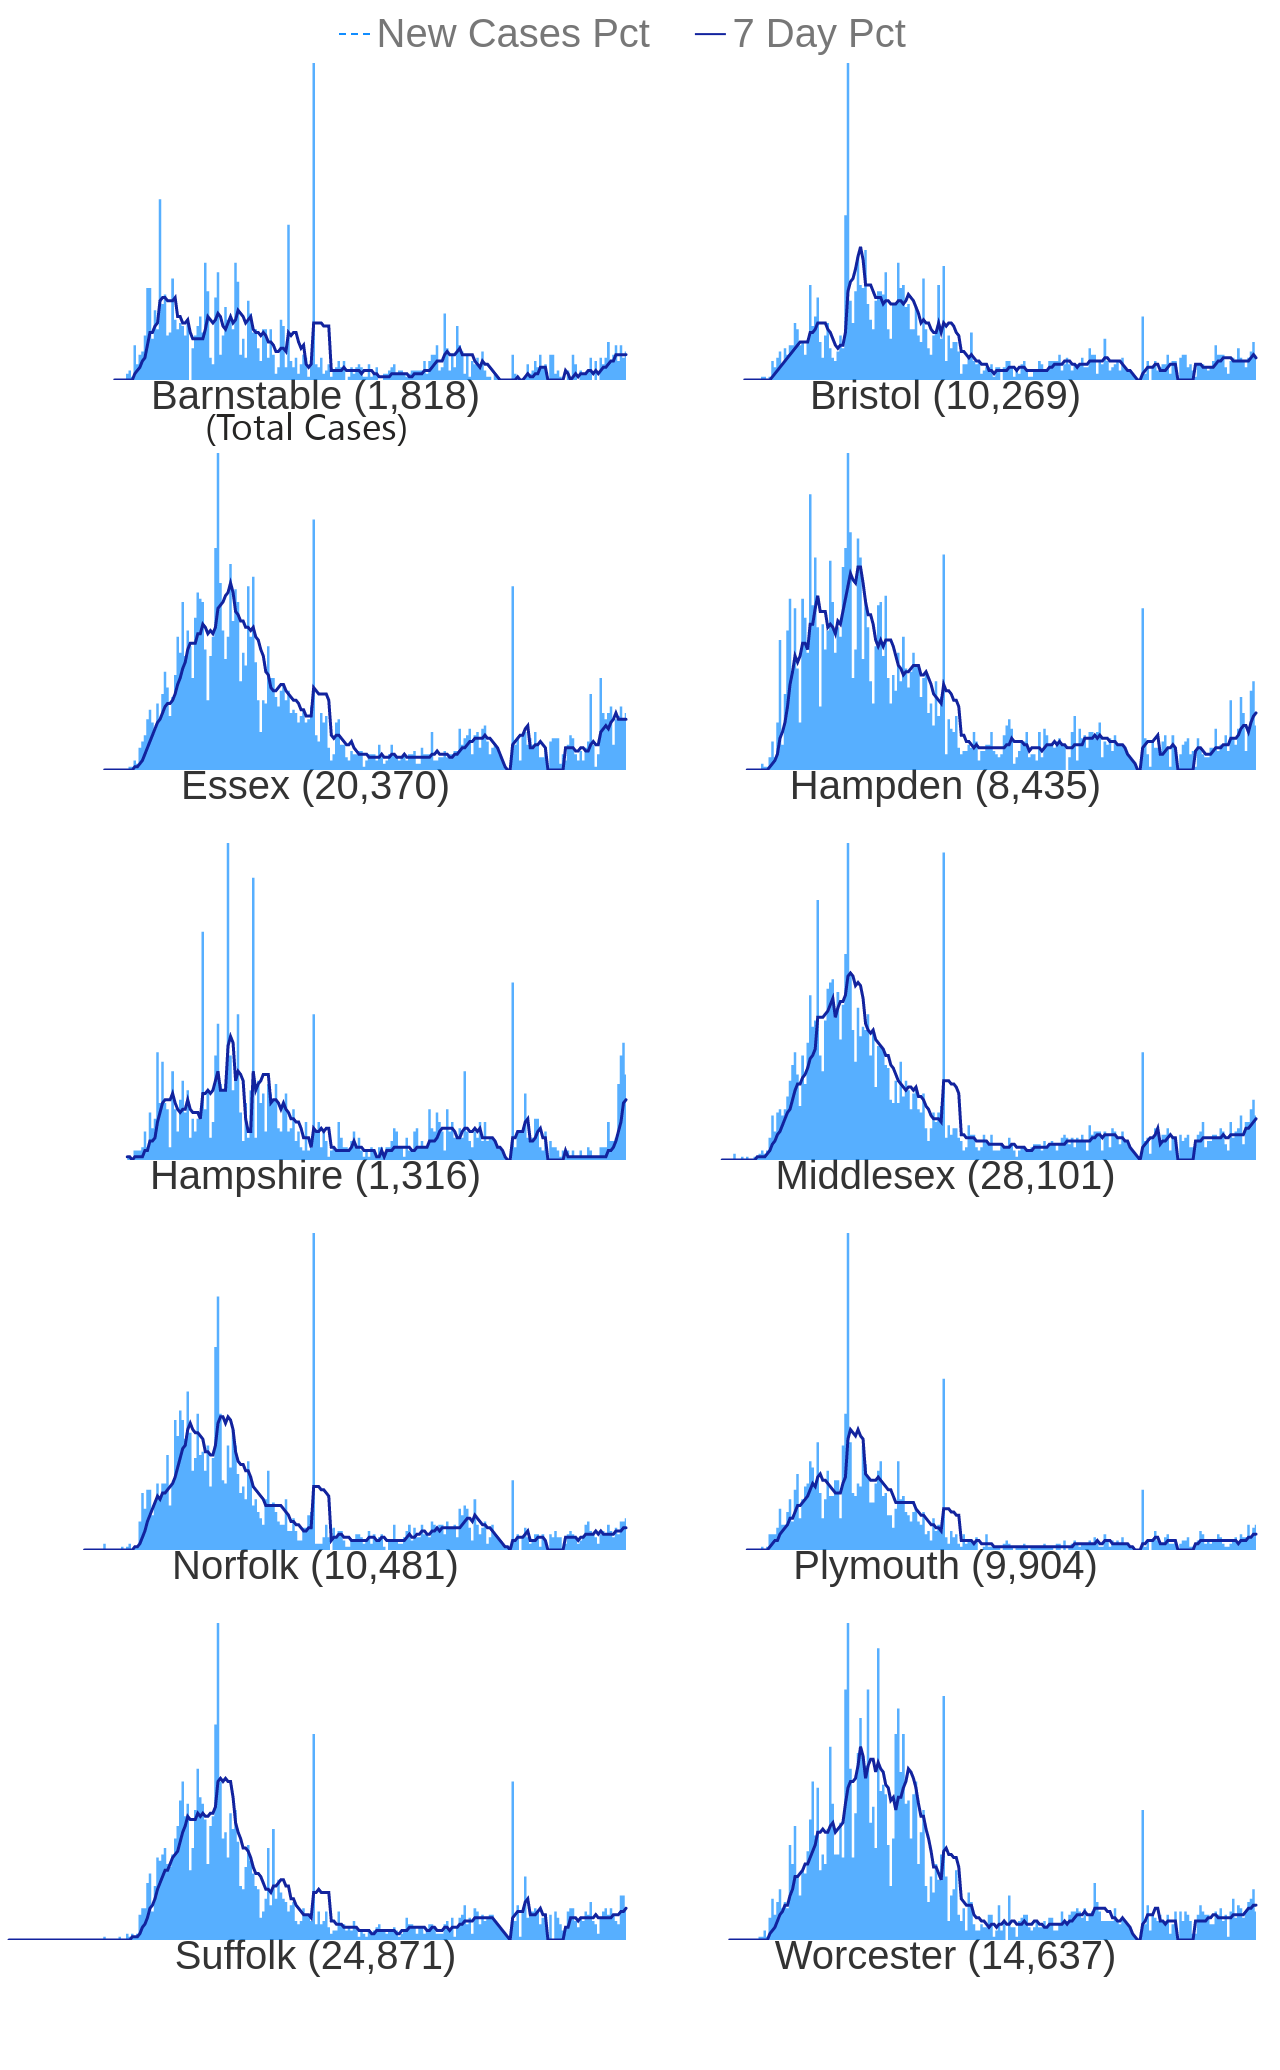 New Cases Pct 7 Day Pct
Barnstable (1,818) Bristol (10,269)
(Total Cases)
Essex (20,370) Hampden (8,435)
Hampshire (1,316) Middlesex (28,101)
Norfolk (10,481) Plymouth (9,904)
Suffolk (24,871) Worcester (14,637)